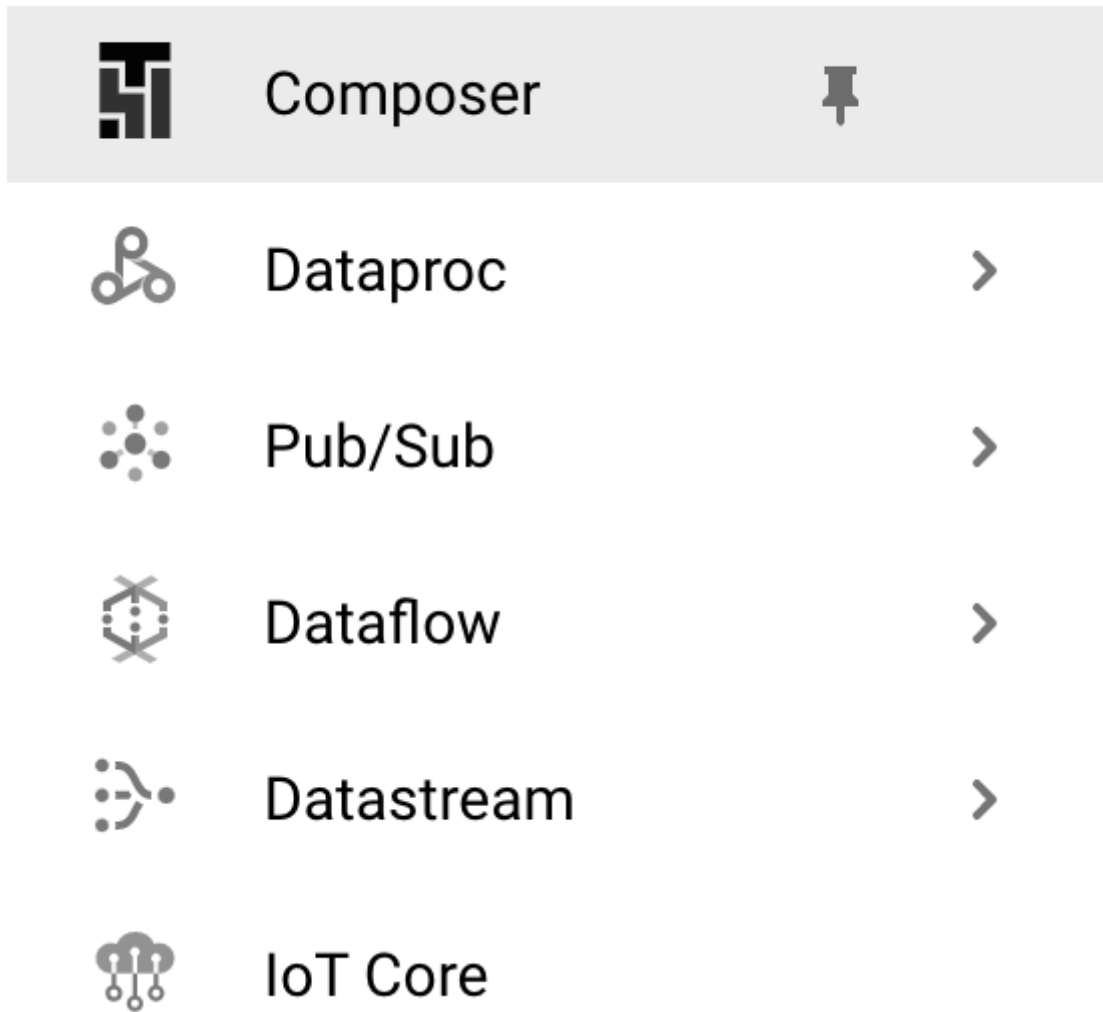 Composer
Dataproc
Pub/Sub
Dataflow
Datastream
IoT Core